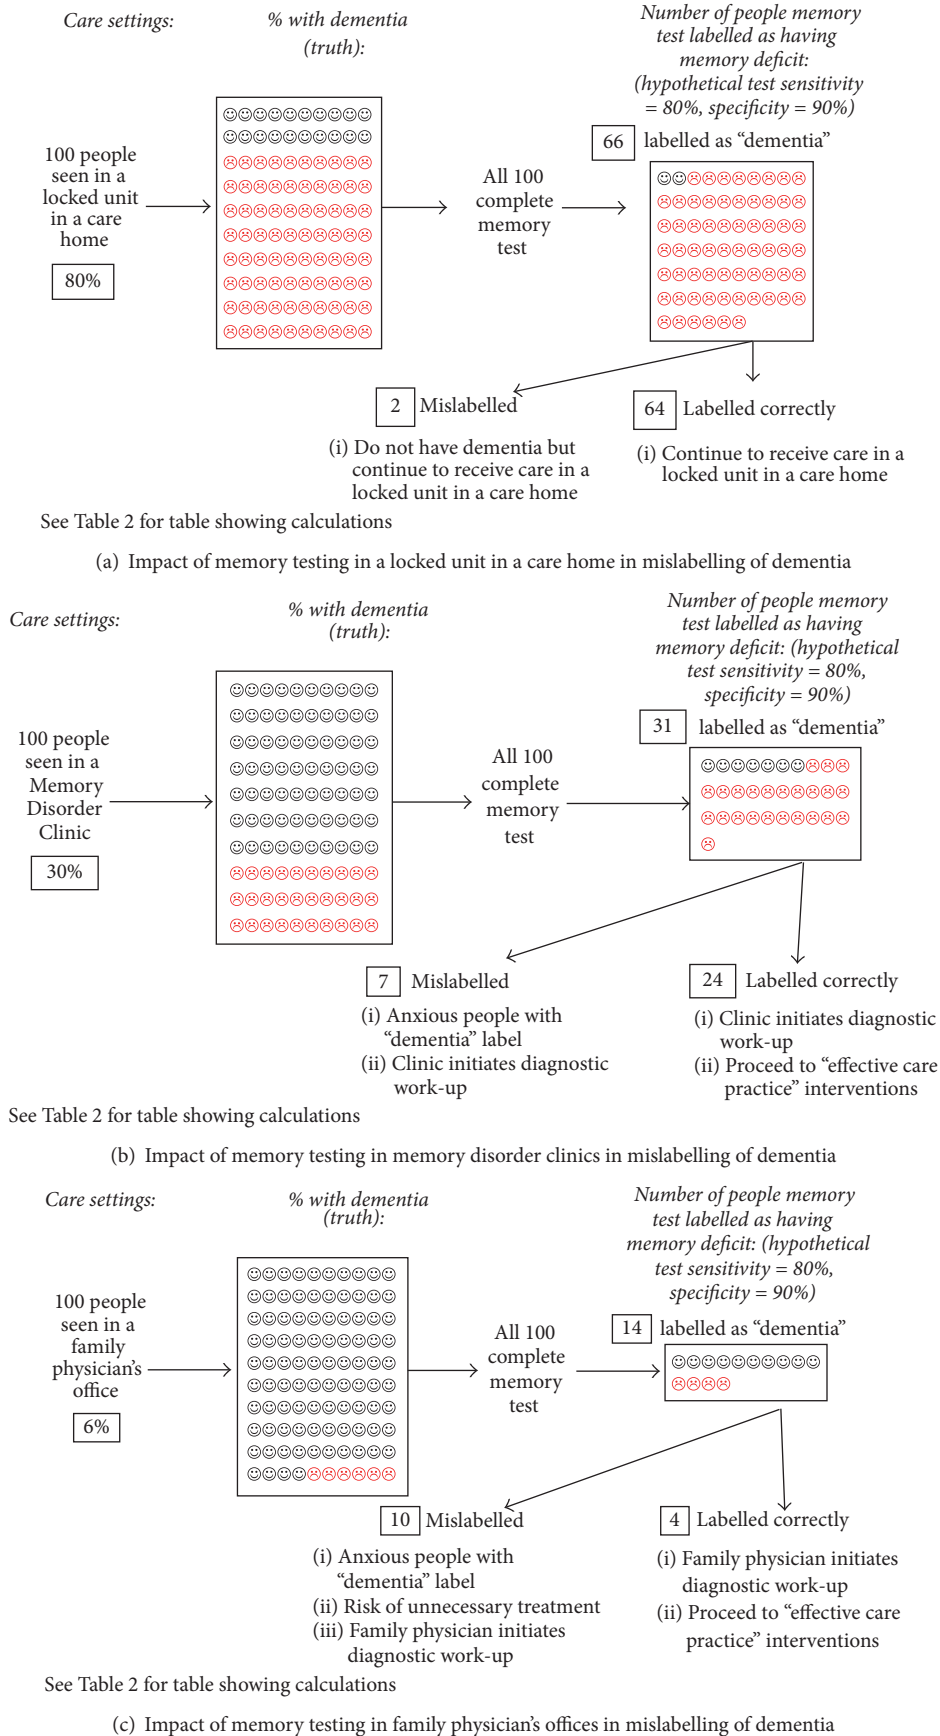 Care settings:
% with dementia
(truth):
Number of people memory
test labelled as having
memory deficit:
(hypothetical test sensitivity
= 80%, specificity = 90%)
66 labelled as “dementia”
100 people
seen in a
locked unit
in a care
home
80%
All 100
complete
memory
test
2 Mislabelled
(i) Do not have dementia but
continue to receive care in a
locked unit in a care home
64 Labelled correctly
(i) Continue to receive care in a
locked unit in a care home
See Table 2 for table showing calculations
(a) Impact of memory testing in a locked unit in a care home in mislabelling of dementia
Care settings:
% with dementia
(truth):
Number of people memory
test labelled as having
memory deficit: (hypothetical
test sensitivity = 80%,
specificity = 90%)
31 labelled as “dementia”
100 people
seen in a
Memory
Disorder
Clinic
30%
All 100
complete
memory
test
7 Mislabelled
(i) Anxious people with
“dementia” label
(ii) Clinic initiates diagnostic
work-up
24 Labelled correctly
(i) Clinic initiates diagnostic
work-up
(ii) Proceed to “effective care
practice” interventions
See Table 2 for table showing calculations
(b) Impact of memory testing in memory disorder clinics in mislabelling of dementia
Care settings:
% with dementia
(truth):
Number of people memory
test labelled as having
memory deficit: (hypothetical
test sensitivity = 80%,
specificity = 90%)
14 labelled as “dementia”
100 people
seen in a
family
physician’s
office
6%
All 100
complete
memory
test
10 Mislabelled
(i) Anxious people with
“dementia” label
(ii) Risk of unnecessary treatment
(iii) Family physician initiates
diagnostic work-up
4 Labelled correctly
(i) Family physician initiates
diagnostic work-up
(ii) Proceed to “effective care
practice” interventions
See Table 2 for table showing calculations
(c) Impact of memory testing in family physician’s offices in mislabelling of dementia